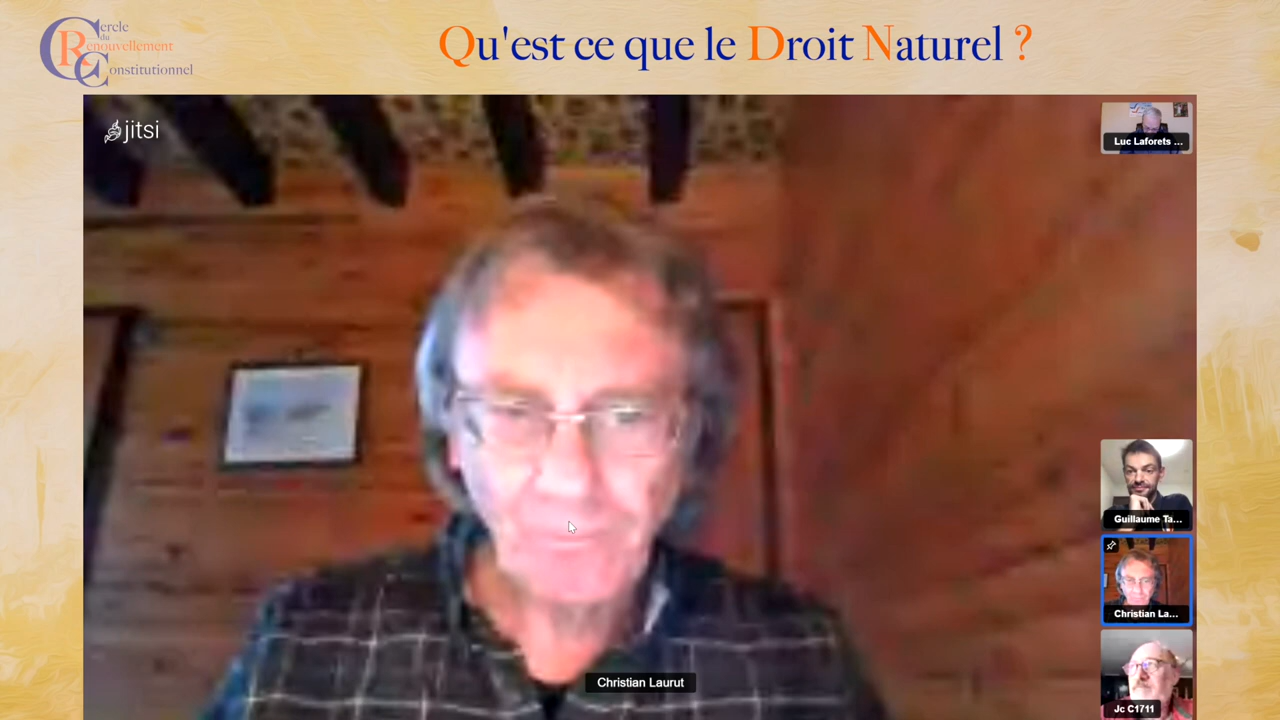 Cercle
du
Renouvellement
Constitutionnel
Qu'est ce que le Droit Naturel ?
jitsi
Luc Laforets ...
Guillaume Ta...
Christian La...
Christian Laurut
Jc C1711